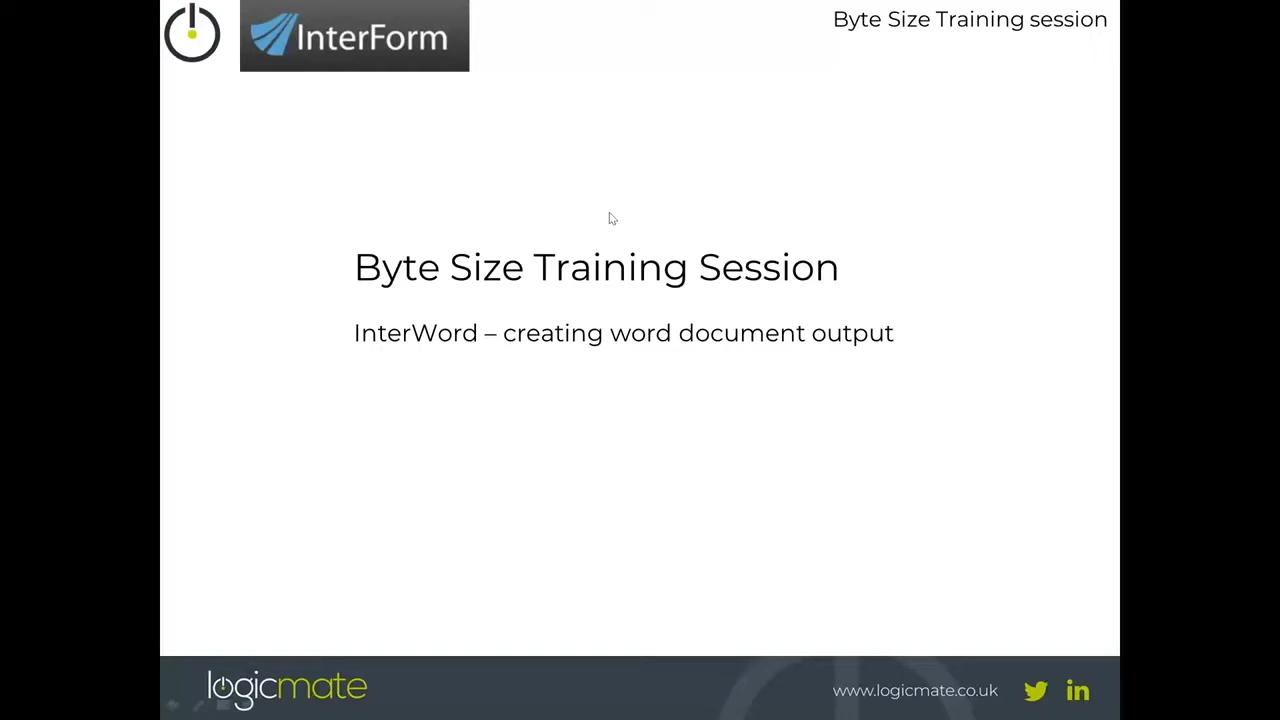 InterForm
Byte Size Training session
Byte Size Training Session
InterWord – creating word document output
logicmate
www.logicmate.co.uk
in